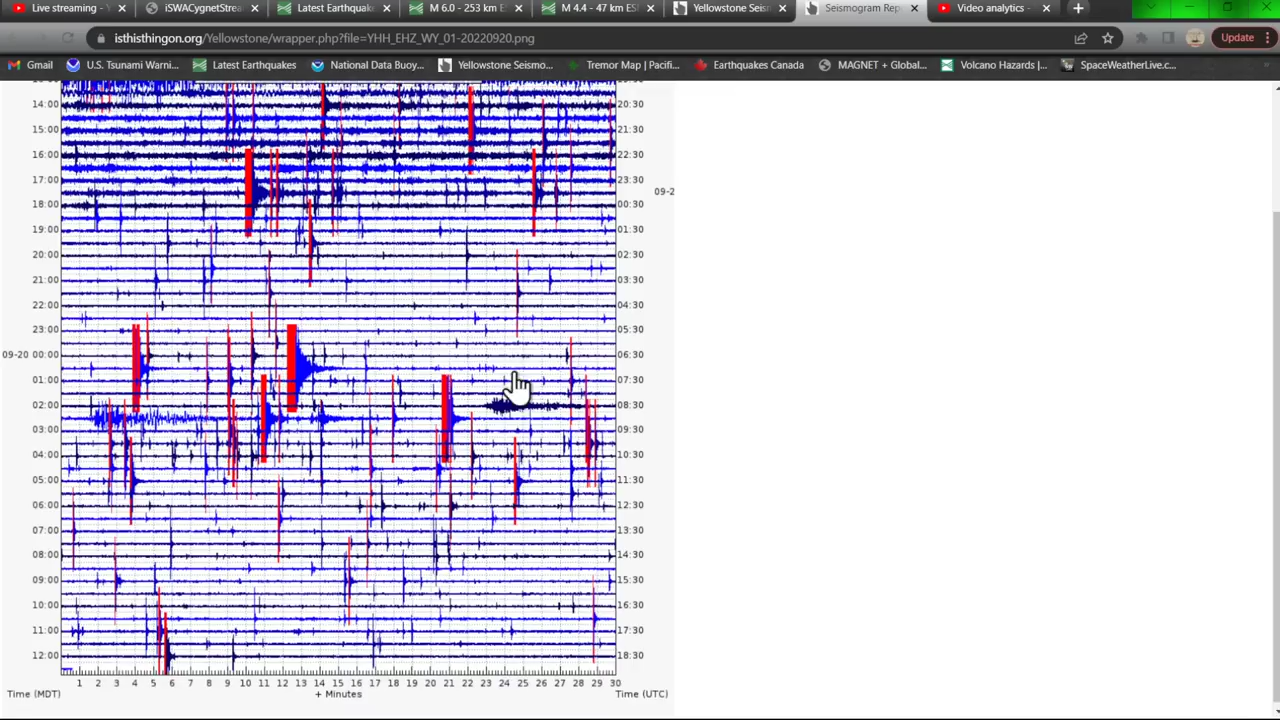 Live streaming -
iSWACygnetStre
Latest Earthquak
M 6.0 - 253 km E
M 4.4 - 47 km ES
Yellowstone Seis
Seismogram Rep
Video analytics -
isthisthingon.org/Yellowstone/wrapper.php?file=YHH_EHZ_WY_01-20220920.png
Update
Gmail
U.S. Tsunami Warni...
Latest Earthquakes
National Data Buoy...
Yellowstone Seismo...
Tremor Map | Pacifi...
Earthquakes Canada
MAGNET + Global...
Volcano Hazards |...
SpaceWeatherLive.c...
14:00 20:30
15:00 21:30
16:00 22:30
17:00 23:30
09-2
18:00 00:30
19:00 01:30
20:00 02:30
21:00 03:30
22:00 04:30
23:00 05:30
09-20 00:00 06:30
01:00 07:30
02:00 08:30
03:00 09:30
04:00 10:30
05:00 11:30
06:00 12:30
07:00 13:30
08:00 14:30
09:00 15:30
10:00 16:30
11:00 17:30
12:00 18:30
1 2 3 4 5 6 7 8 9 10 11 12 13 14 15 16 17 18 19 20 21 22 23 24 25 26 27 28 29 30
Time (MDT) + Minutes Time (UTC)